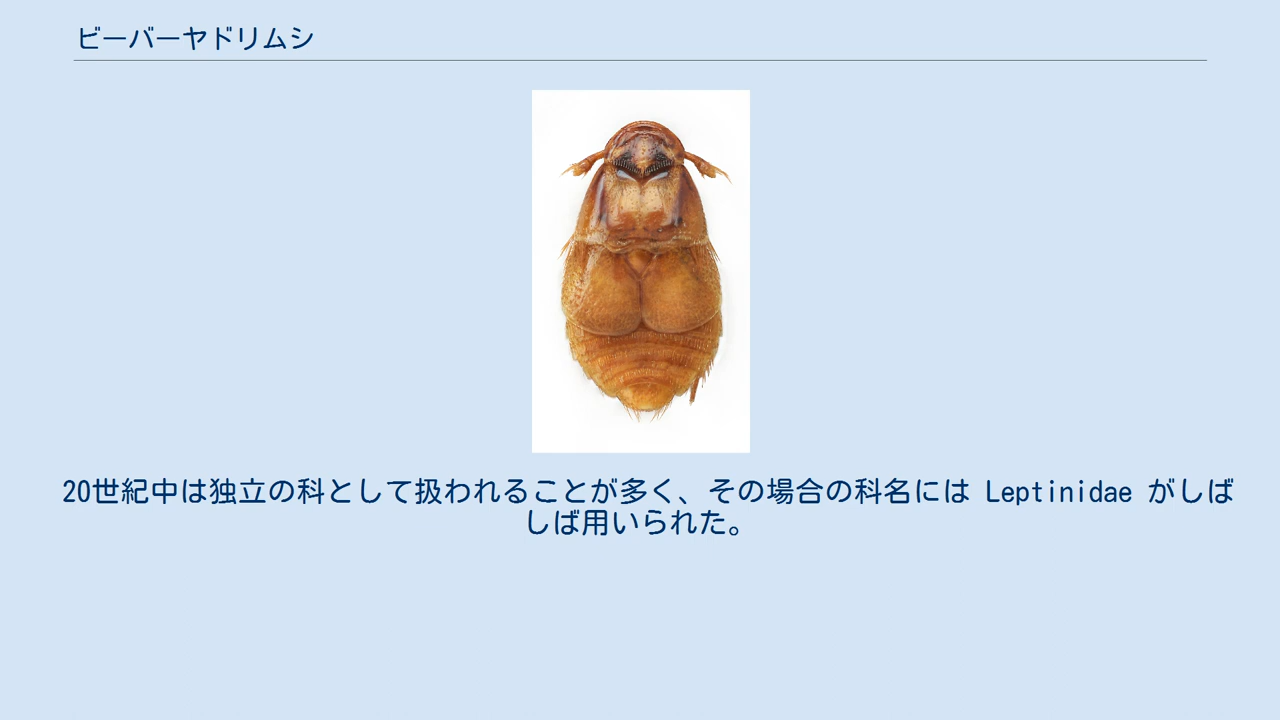 ビーバーヤドリムシ
20世紀中は独立の科として扱われることが多く、その場合の科名には Leptinidae がしば
しば用いられた。